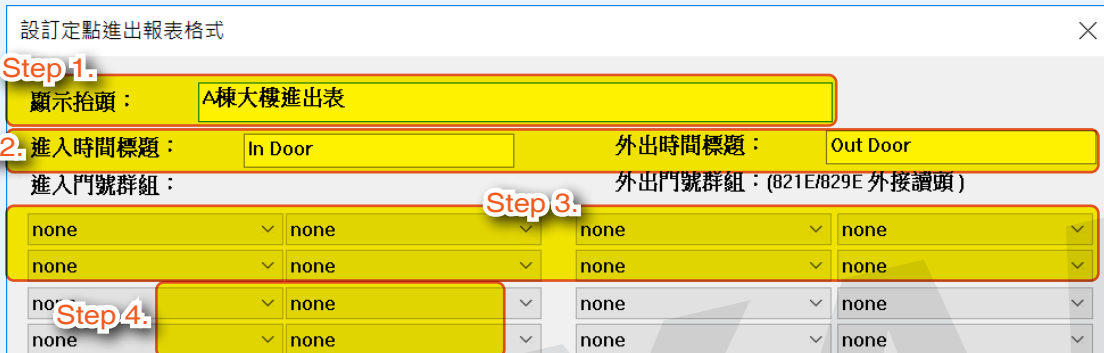 設訂定點進出報表格式
Step 1.
顯示抬頭： A棟大樓進出表
2. 進入時間標題： In Door 外出時間標題： Out Door
進入門號群組： 外出門號群組：(821E/829E 外接讀頭)
Step 3.
none none none none
none none none none
none none none none
Step 4.
none none none none